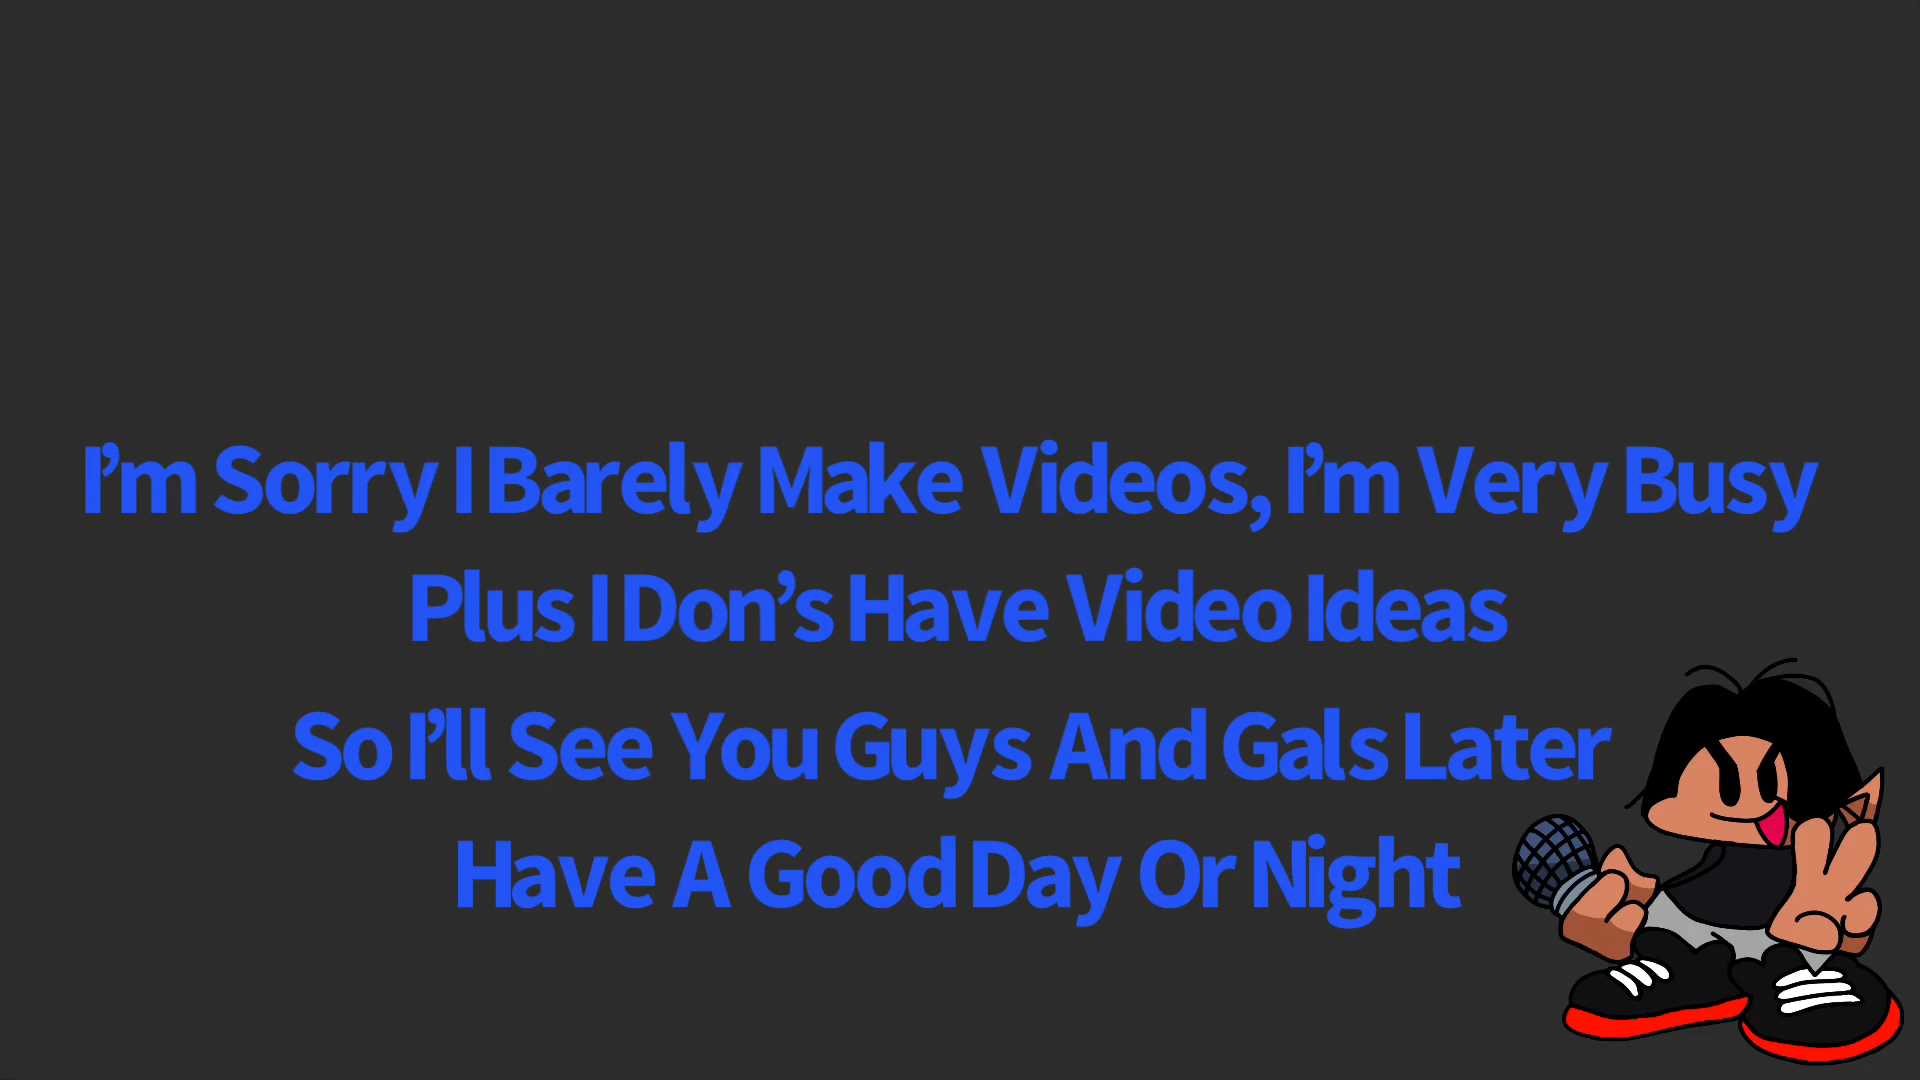 I'm Sorry I Barely Make Videos, I'm Very Busy
Plus I Don's Have Video Ideas
So I'll See You Guys And Gals Later
Have A Good Day Or Night